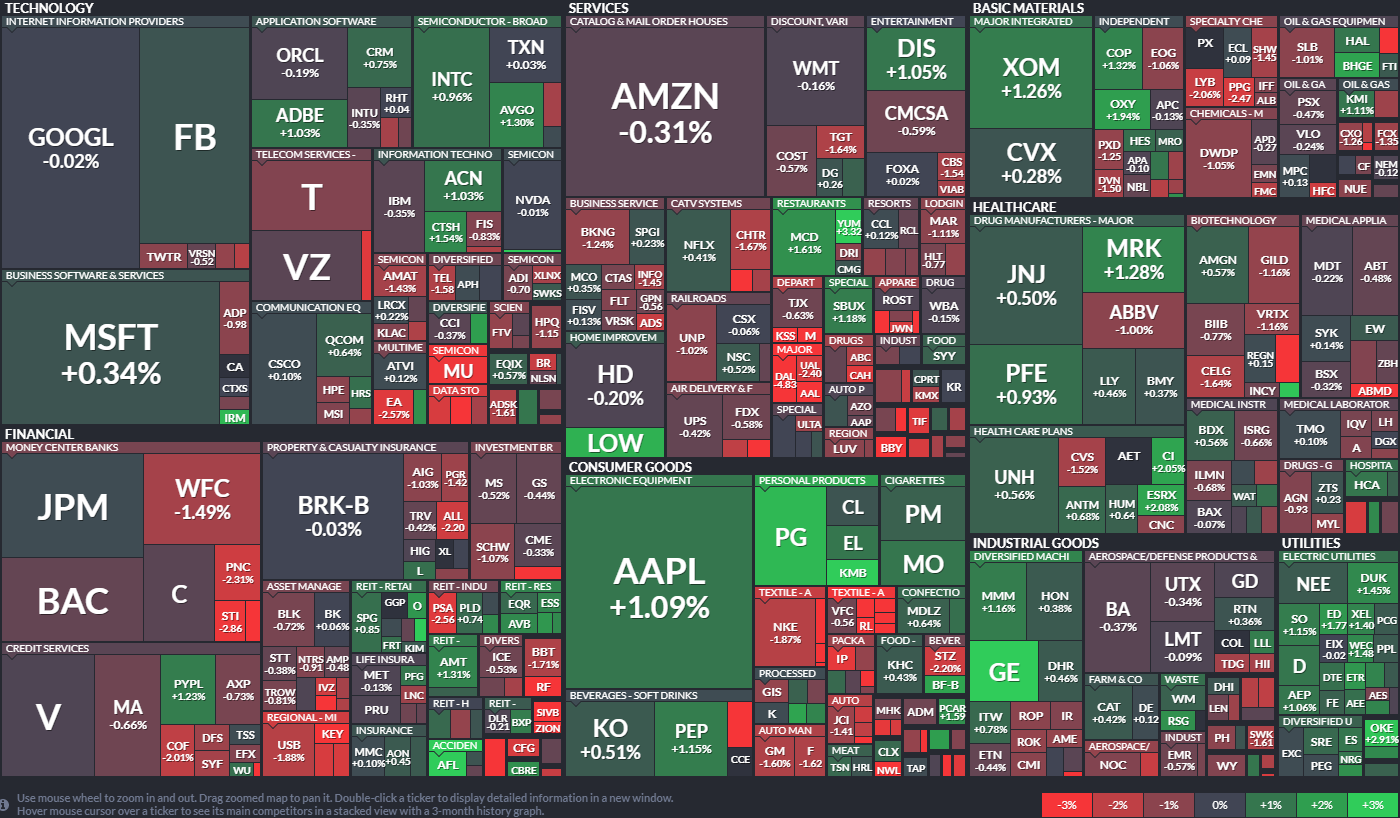 TECHNOLOGY
INTERNET INFORMATION PROVIDERS
GOOGL
-0.02%
FB
TWTR
VRSN
-0.52
APPLICATION SOFTWARE
ORCL
-0.19%
CRM
+0.75%
ADBE
+1.03%
INTU
-0.35%
RHT
+0.04
SEMICONDUCTOR - BROAD
INTC
+0.96%
TXN
+0.03%
AVGO
+1.30%
TELECOM SERVICES -
T
VZ
INFORMATION TECHNO
IBM
-0.35%
ACN
+1.03%
CTSH
+1.54%
FIS
-0.83%
SEMICON
NVDA
-0.01%
BUSINESS SOFTWARE & SERVICES
MSFT
+0.34%
ADP
-0.98
CA
CTXS
IRM
COMMUNICATION EQ
CSCO
+0.10%
QCOM
+0.64%
HPE
HRS
MSI
SEMICON
AMAT
-1.43%
LRCX
+0.22%
KLAC
DIVERSIFIED
TEL
-1.58
APH
SEMICON
ADI
-0.70
XLNX
SWKS
MULTIME
ATVI
+0.12%
EA
-2.57%
DIVERSIFIE
CCI
-0.37%
SCIEN
FTV
HPQ
-1.15
SEMICON
MU
EQIX
+0.57%
BR
NLSN
DATA STO
ADSK
-1.61
SERVICES
CATALOG & MAIL ORDER HOUSES
AMZN
-0.31%
DISCOUNT, VARI
WMT
-0.16%
COST
-0.57%
TGT
-1.64%
DG
+0.26
ENTERTAINMENT
DIS
+1.05%
CMCSA
-0.59%
FOXA
+0.02%
CBS
-1.54
VIAB
BUSINESS SERVICE
BKNG
-1.24%
SPGI
+0.23%
MCO
+0.35%
CTAS
INFO
-1.45
FISV
+0.13%
FLT
GPN
-0.56
VRSK
ADS
CATV SYSTEMS
NFLX
+0.41%
CHTR
-1.67%
RESTAURANTS
MCD
+1.61%
YUM
+3.32
DRI
CMG
RESORTS
CCL
+0.12%
RCL
LODGIN
MAR
-1.11%
HLT
-0.77
RAILROADS
UNP
-1.02%
CSX
-0.06%
NSC
+0.52%
DEPART
TJX
-0.63%
KSS
M
SPECIAL
SBUX
+1.18%
APPARE
ROST
JWN
DRUG
WBA
-0.15%
HOME IMPROVEM
HD
-0.20%
LOW
AIR DELIVERY & F
UPS
-0.42%
FDX
-0.58%
MAJOR
DAL
-4.83
UAL
-2.40
AAL
DRUGS
ABC
CAH
INDUST
FOOD
SYY
SPECIAL
ULTA
AUTO P
AZO
AAP
CPRT
KMX
KR
REGION
LUV
TIF
BBY
BASIC MATERIALS
MAJOR INTEGRATED
XOM
+1.26%
CVX
+0.28%
INDEPENDENT
COP
+1.32%
EOG
-1.06%
OXY
+1.94%
APC
-0.13%
PXD
-1.25
HES
MRO
APA
-0.10
DVN
-1.50
NBL
SPECIALTY CHE
PX
ECL
+0.09
SHW
-1.45
LYB
-2.06%
PPG
-2.47
IFF
ALB
CHEMICALS - M
DWDP
-1.05%
APD
-0.27
EMN
FMC
OIL & GAS EQUIPMEN
SLB
-1.01%
HAL
BHGE
FTI
OIL & GA
PSX
-0.47%
VLO
-0.24%
MPC
+0.13
HFC
OIL & GAS
KMI
+1.11%
CXO
-1.26
FCX
-1.35
CF
NEM
-0.12
NUE
HEALTHCARE
DRUG MANUFACTURERS - MAJOR
JNJ
+0.50%
MRK
+1.28%
ABBV
-1.00%
PFE
+0.93%
LLY
+0.46%
BMY
+0.37%
BIOTECHNOLOGY
AMGN
+0.57%
GILD
-1.16%
BIIB
-0.77%
VRTX
-1.16%
CELG
-1.64%
REGN
+0.15
INCY
MEDICAL APPLIA
MDT
-0.22%
ABT
-0.48%
SYK
+0.14%
EW
BSX
-0.32%
ZBH
ABMD
HEALTH CARE PLANS
UNH
+0.56%
CVS
-1.52%
AET
CI
+2.05%
ANTM
+0.68%
HUM
+0.64
ESRX
+2.08%
CNC
MEDICAL INSTR
BDX
+0.56%
ISRG
-0.66%
ILMN
-0.68%
WAT
BAX
-0.07%
MEDICAL LABORATOR
TMO
+0.10%
IQV
LH
A
DGX
DRUGS - G
AGN
-0.93
ZTS
+0.23
MYL
HOSPITA
HCA
FINANCIAL
MONEY CENTER BANKS
JPM
WFC
-1.49%
BAC
C
PNC
-2.31%
STI
-2.86
PROPERTY & CASUALTY INSURANCE
BRK-B
-0.03%
AIG
-1.03%
PGR
-1.42
TRV
-0.42%
ALL
-2.20
HIG
XL
L
INVESTMENT BR
MS
-0.52%
GS
-0.44%
SCHW
-1.07%
CME
-0.33%
CREDIT SERVICES
V
MA
-0.66%
PYPL
+1.23%
AXP
-0.73%
COF
-2.01%
DFS
TSS
SYF
EFX
WU
ASSET MANAGE
BLK
-0.72%
BK
+0.06%
STT
-0.38%
NTRS
-0.91
AMP
-0.48
TROW
-0.81%
IVZ
REIT - RETAI
SPG
+0.85
GGP
O
FRT
KIM
REIT - INDU
PSA
-2.56
PLD
+0.74
REIT - RES
EQR
ESS
AVB
LIFE INSURA
MET
-0.13%
PFG
LNC
PRU
REIT -
AMT
+1.31%
DIVERS
ICE
-0.53%
BBT
-1.71%
RF
REGIONAL - MI
USB
-1.88%
KEY
INSURANCE
MMC
+0.10%
AON
+0.45
REIT - H
REIT -
DLR
-0.21
BXP
SIVB
ZION
ACCIDEN
AFL
CFG
CBRE
CONSUMER GOODS
ELECTRONIC EQUIPMENT
AAPL
+1.09%
PERSONAL PRODUCTS
PG
CL
EL
KMB
CIGARETTES
PM
MO
BEVERAGES - SOFT DRINKS
KO
+0.51%
PEP
+1.15%
CCE
TEXTILE - A
NKE
-1.87%
TEXTILE - A
VFC
-0.56
RL
CONFECTIO
MDLZ
+0.64%
PACKA
IP
FOOD -
KHC
+0.43%
BEVER
STZ
-2.20%
BF-B
PROCESSED
GIS
K
AUTO
JCI
-1.41
MHK
ADM
PCAR
+1.59
AUTO MAN
GM
-1.60%
F
-1.62
MEAT
TSN
HRL
CLX
NWL
TAP
INDUSTRIAL GOODS
DIVERSIFIED MACHI
MMM
+1.16%
HON
+0.38%
GE
DHR
+0.46%
ITW
+0.78%
ROP
IR
ETN
-0.44%
ROK
AME
CMI
AEROSPACE/DEFENSE PRODUCTS &
BA
-0.37%
UTX
-0.34%
GD
LMT
-0.09%
RTN
+0.36%
COL
LLL
TDG
HII
FARM & CO
CAT
+0.42%
DE
+0.12
WASTE
WM
RSG
DHI
LEN
AEROSPACE/
NOC
INDUST
EMR
-0.57%
PH
SWK
-1.61
WY
UTILITIES
ELECTRIC UTILITIES
NEE
DUK
+1.45%
SO
+1.15%
ED
+1.77
XEL
+1.40
PCG
D
EIX
-0.02
WEC
+1.48
PPL
DTE
ETR
AEP
+1.06%
FE
AEE
AES
DIVERSIFIED U
EXC
SRE
ES
OKE
+2.91%
PEG
NRG
Use mouse wheel to zoom in and out. Drag zoomed map to pan it. Double-click a ticker to display detailed information in a new window.
Hover mouse cursor over a ticker to see its main competitors in a stacked view with a 3-month history graph.
-3%
-2%
-1%
0%
+1%
+2%
+3%